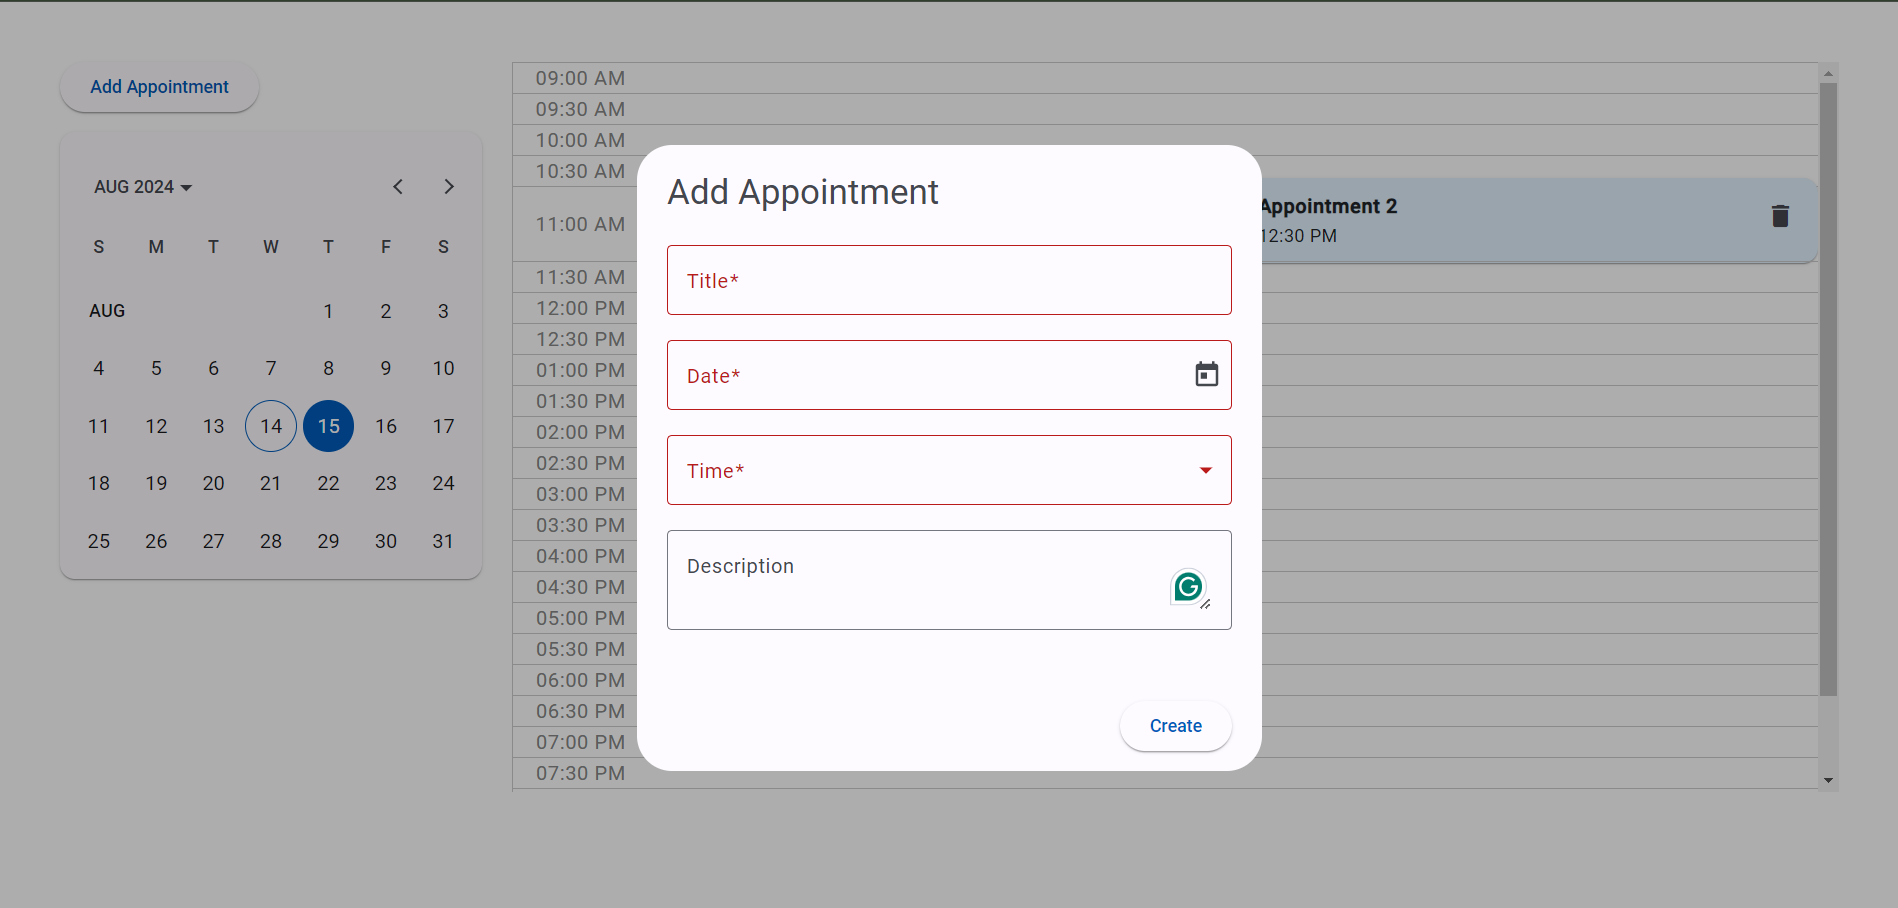 Add Appointment
AUG 2024
S M T W T F S
AUG 1 2 3
4 5 6 7 8 9 10
11 12 13 14 15 16 17
18 19 20 21 22 23 24
25 26 27 28 29 30 31
09:00 AM
09:30 AM
10:00 AM
10:30 AM
11:00 AM
11:30 AM
12:00 PM
12:30 PM
01:00 PM
01:30 PM
02:00 PM
02:30 PM
03:00 PM
03:30 PM
04:00 PM
04:30 PM
05:00 PM
05:30 PM
06:00 PM
06:30 PM
07:00 PM
07:30 PM
Appointment 2
12:30 PM
Add Appointment
Title*
Date*
Time*
Description
G
Create